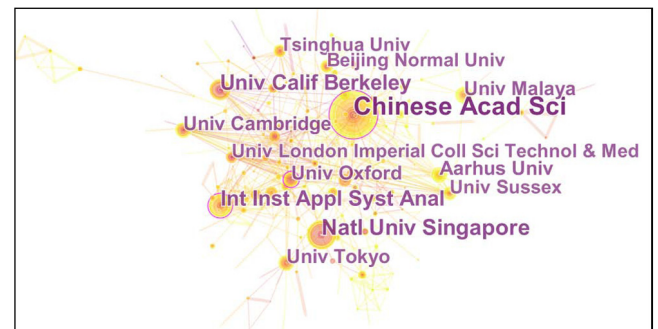 Tsinghua Univ
Beijing Normal Univ
Univ Calif Berkeley
Univ Malaya
Chinese Acad Sci
Univ Cambridge
Univ London Imperial Coll Sci Technol & Med
Aarhus Univ
Univ Oxford
Univ Sussex
Int Inst Appl Syst Anal
Natl Univ Singapore
Univ Tokyo